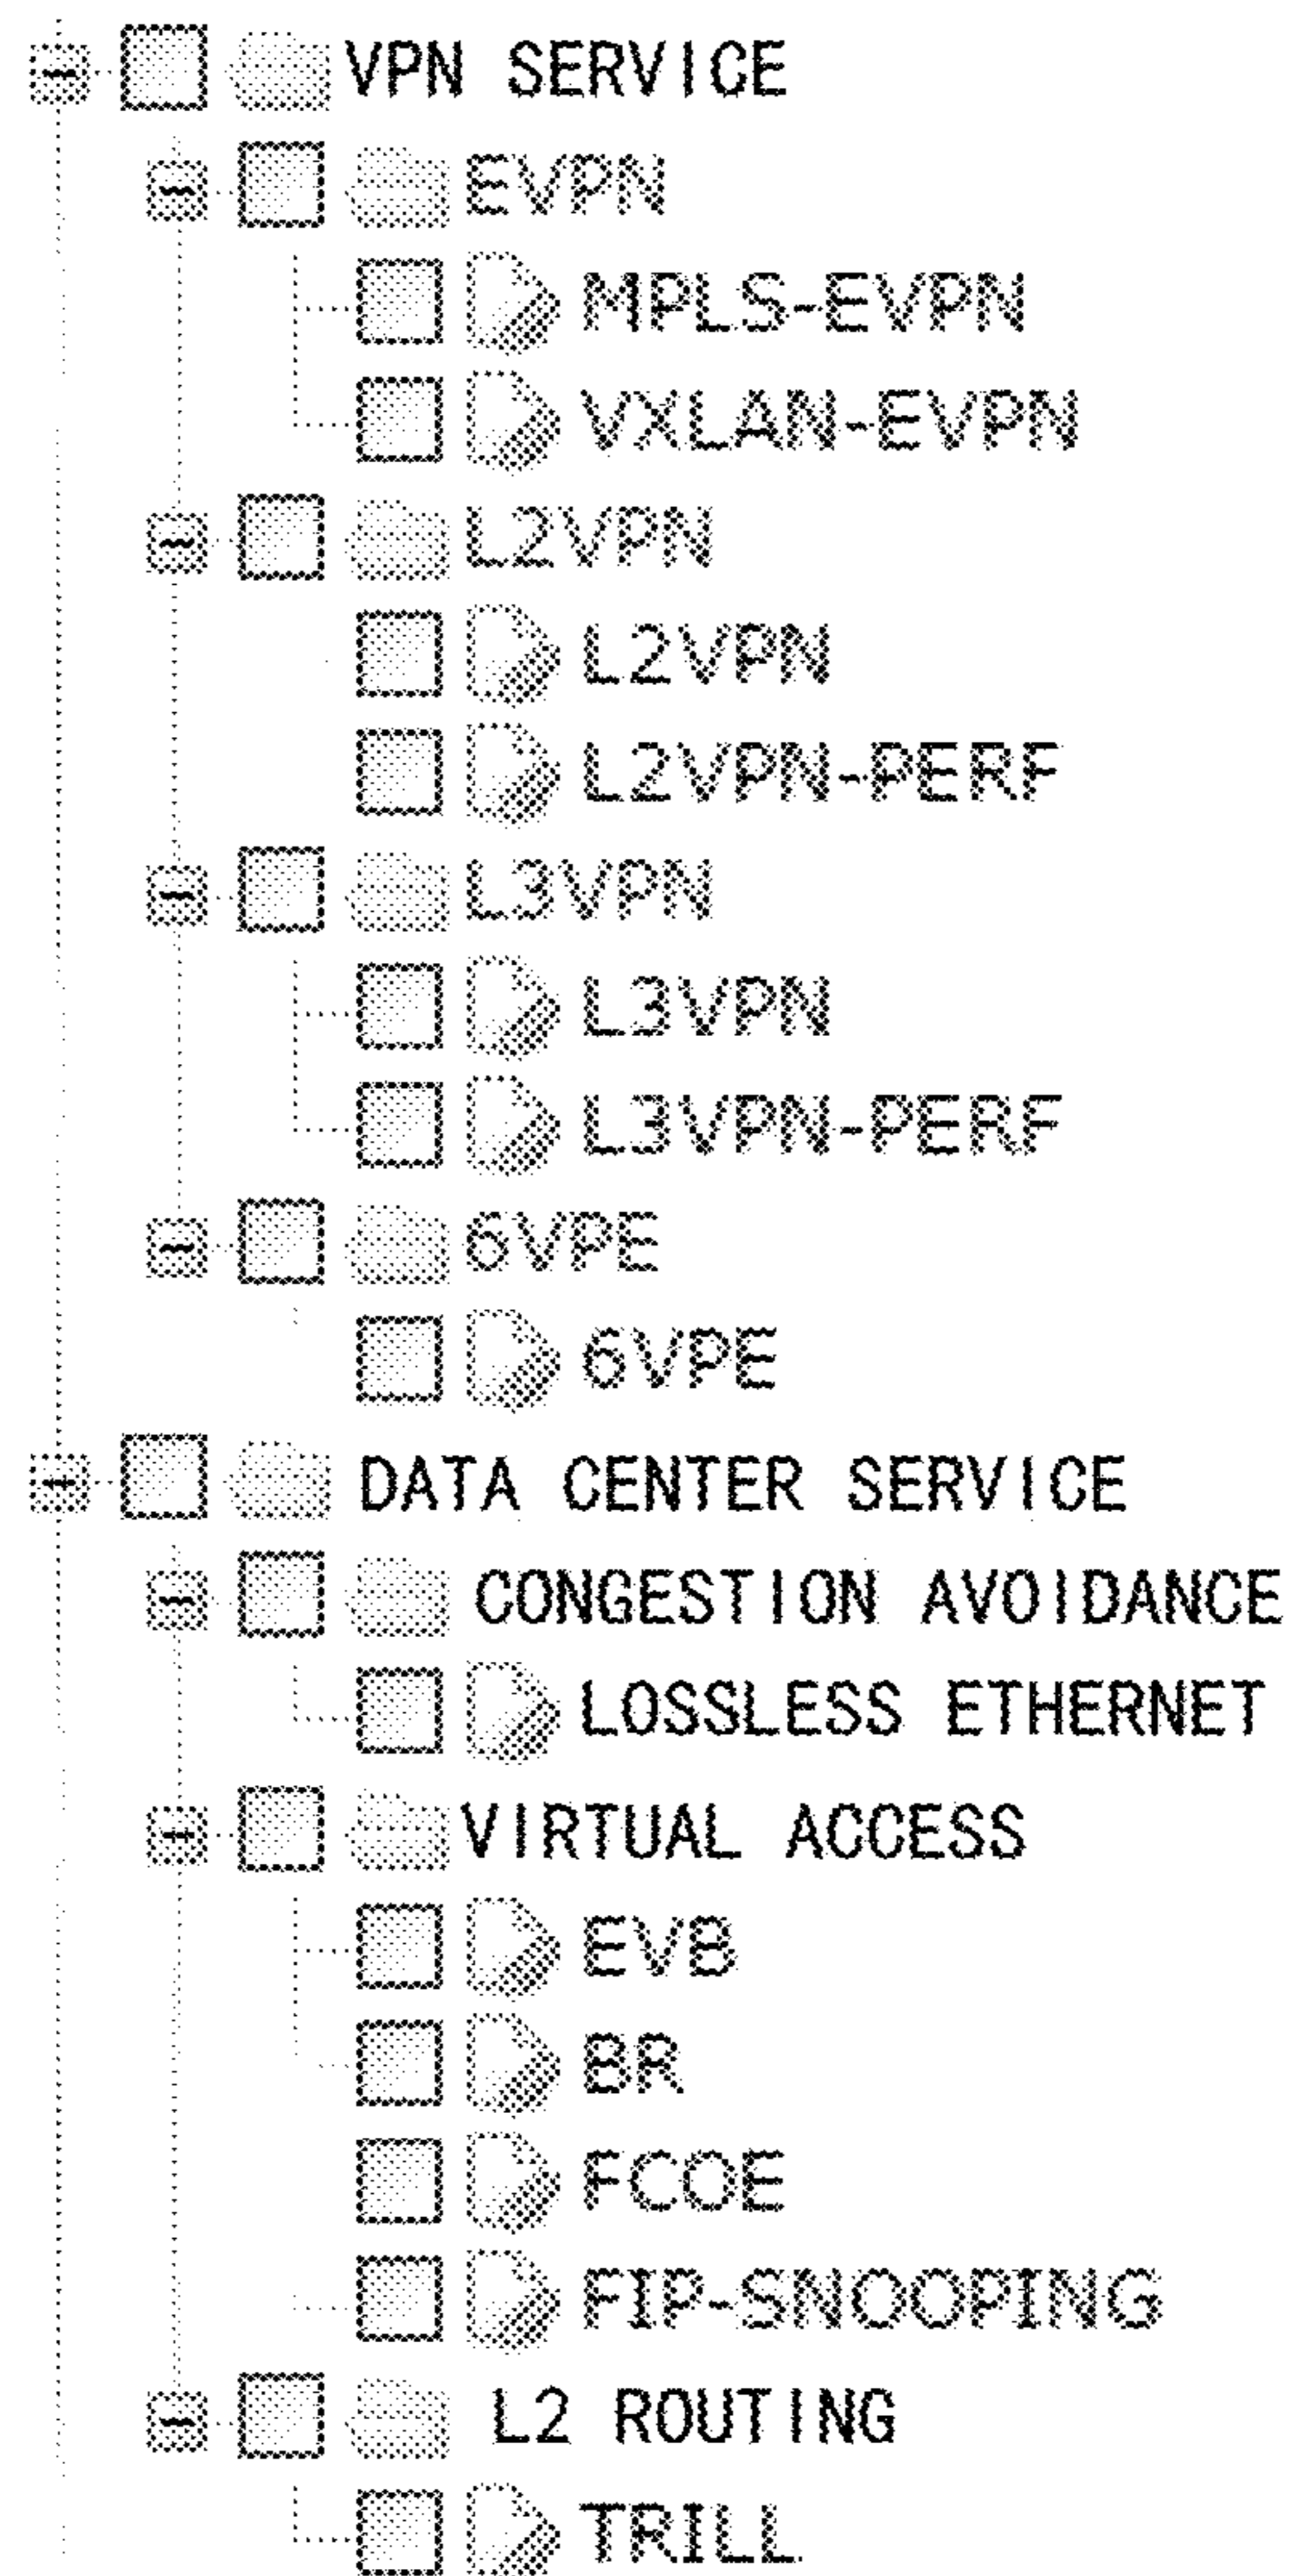 VPN SERVICE
EVPN
MPLS-EVPN
VXLAN-EVPN
L2VPN
L2VPN
L2VPN-PERF
L3VPN
L3VPN
L3VPN-PERF
6VPE
6VPE
DATA CENTER SERVICE
CONGESTION AVOIDANCE
LOSSLESS ETHERNET
VIRTUAL ACCESS
EVB
BR
FCOE
FIP-SNOOPING
L2 ROUTING
TRILL